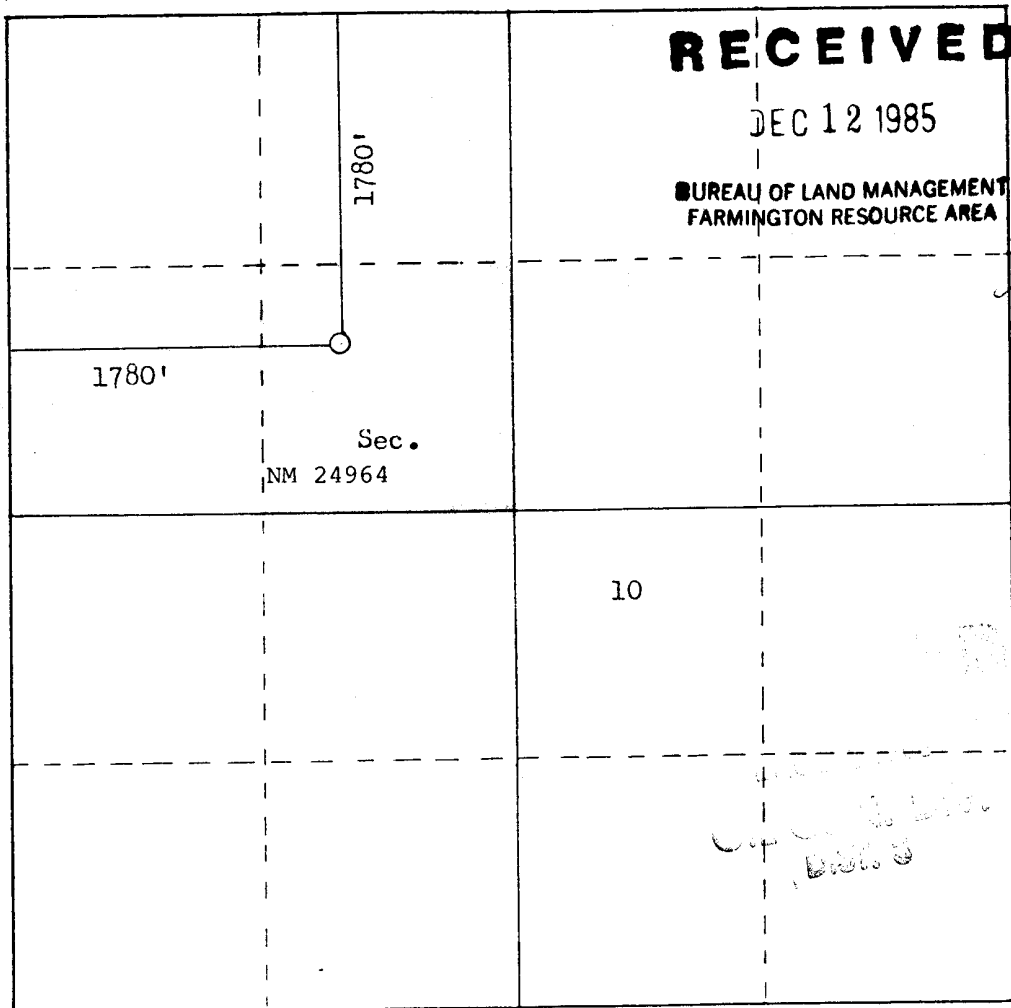 RECEIVED
DEC 12 1985
BUREAU OF LAND MANAGEMENT
FARMINGTON RESOURCE AREA
1780'
1780'
Sec.
NM 24964
10